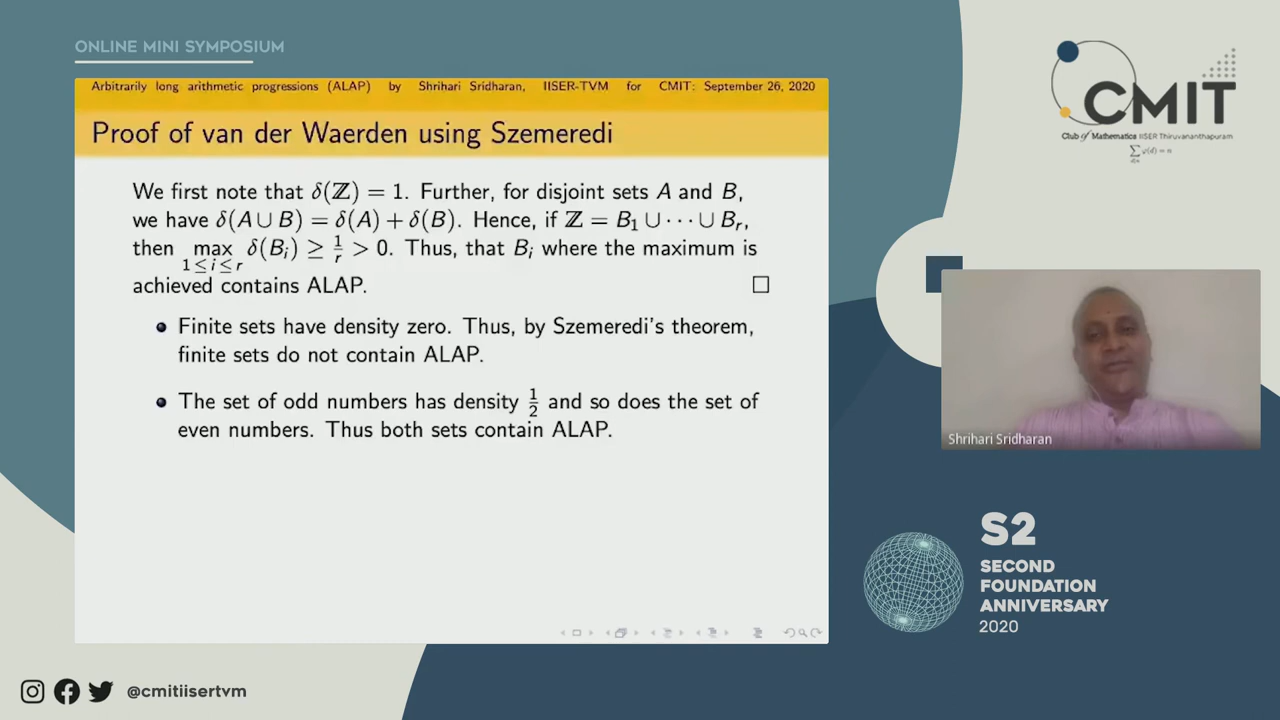 ONLINE MINI SYMPOSIUM
Arbitrarily long arithmetic progressions (ALAP) by Shrihari Sridharan, IISER-TVM for CMIT: September 26, 2020
Proof of van der Waerden using Szemeredi
We first note that δ(ℤ) = 1. Further, for disjoint sets A and B,
we have δ(A ∪ B) = δ(A) + δ(B). Hence, if ℤ = B₁ ∪ ⋯ ∪ Bᵣ,
then max_{1≤i≤r} δ(Bᵢ) ≥ 1/r > 0. Thus, that Bᵢ where the maximum is
achieved contains ALAP. □
• Finite sets have density zero. Thus, by Szemeredi's theorem,
finite sets do not contain ALAP.
• The set of odd numbers has density 1/2 and so does the set of
even numbers. Thus both sets contain ALAP.
CMIT
Club of Mathematics IISER Thiruvananthapuram
Shrihari Sridharan
S2
SECOND
FOUNDATION
ANNIVERSARY
2020
@cmitiisertvm